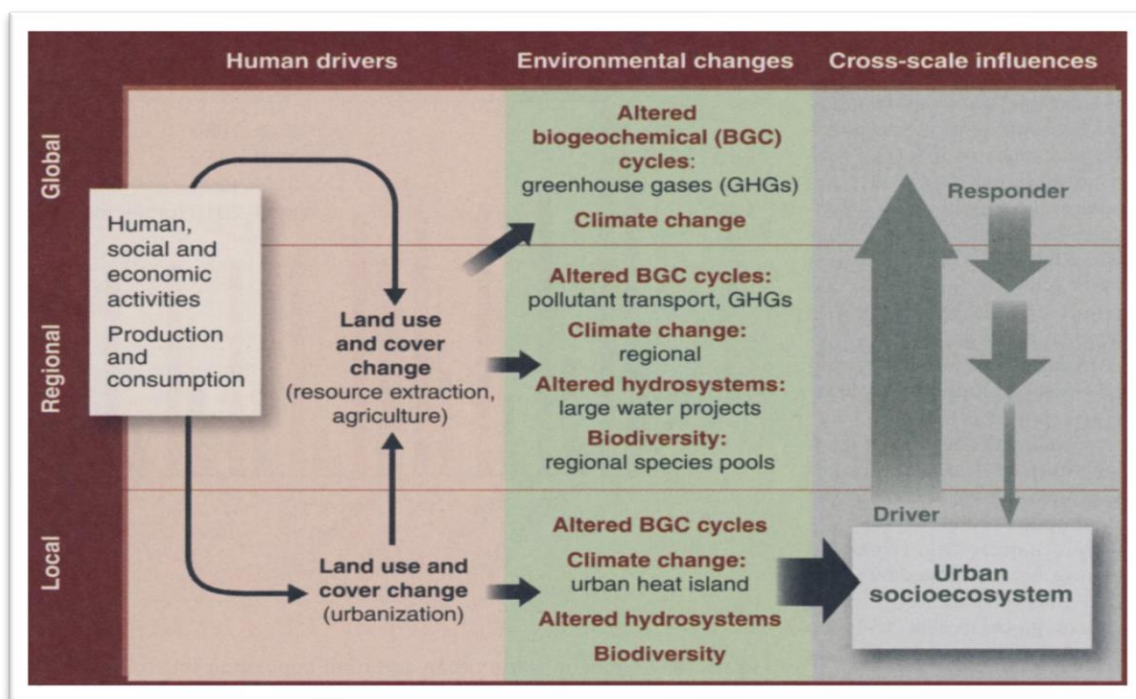 Human drivers
Environmental changes
Cross-scale influences
Global
Regional
Local
Human,
social and
economic
activities
Production
and
consumption
Land use
and cover
change
(resource extraction,
agriculture)
Land use and
cover change
(urbanization)
Altered
biogeochemical (BGC)
cycles:
greenhouse gases (GHGs)
Climate change
Altered BGC cycles:
pollutant transport, GHGs
Climate change:
regional
Altered hydrosystems:
large water projects
Biodiversity:
regional species pools
Altered BGC cycles
Climate change:
urban heat island
Altered hydrosystems
Biodiversity
Responder
Driver
Urban
socioecosystem